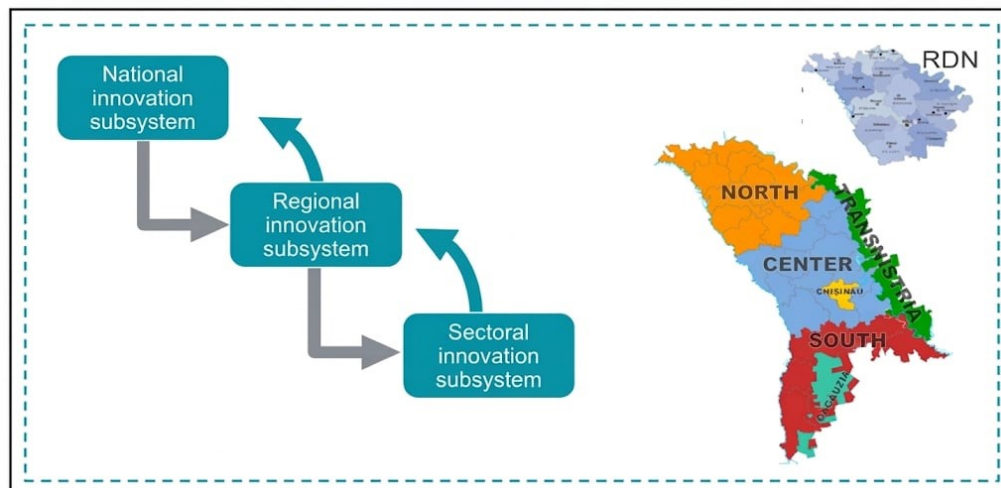 National
innovation
subsystem
Regional
innovation
subsystem
Sectoral
innovation
subsystem
RDN
NORTH
TRANSNISTRIA
CENTER
CHISINAU
SOUTH
GAGAUZIA